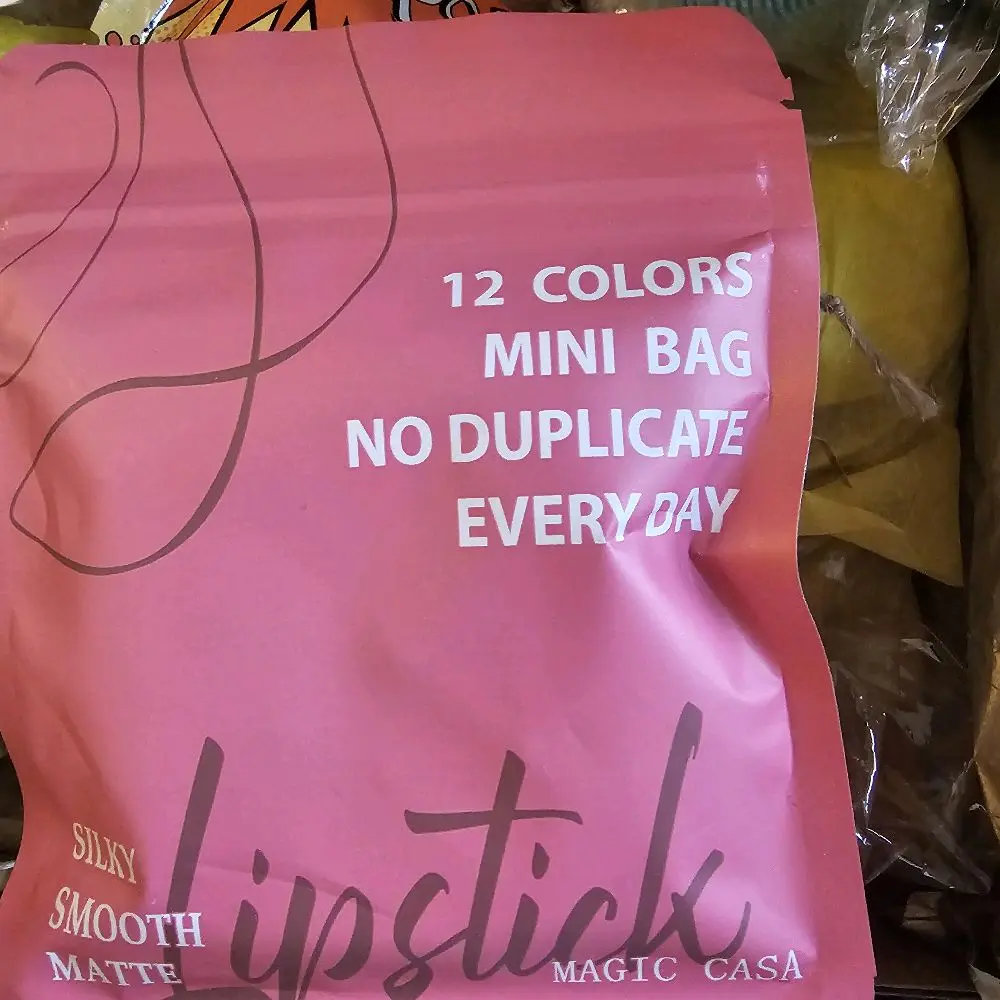 12 COLORS
MINI BAG
NO DUPLICATE
EVERY DAY
Lipstick
SILKY
SMOOTH
MATTE
MAGIC CASA